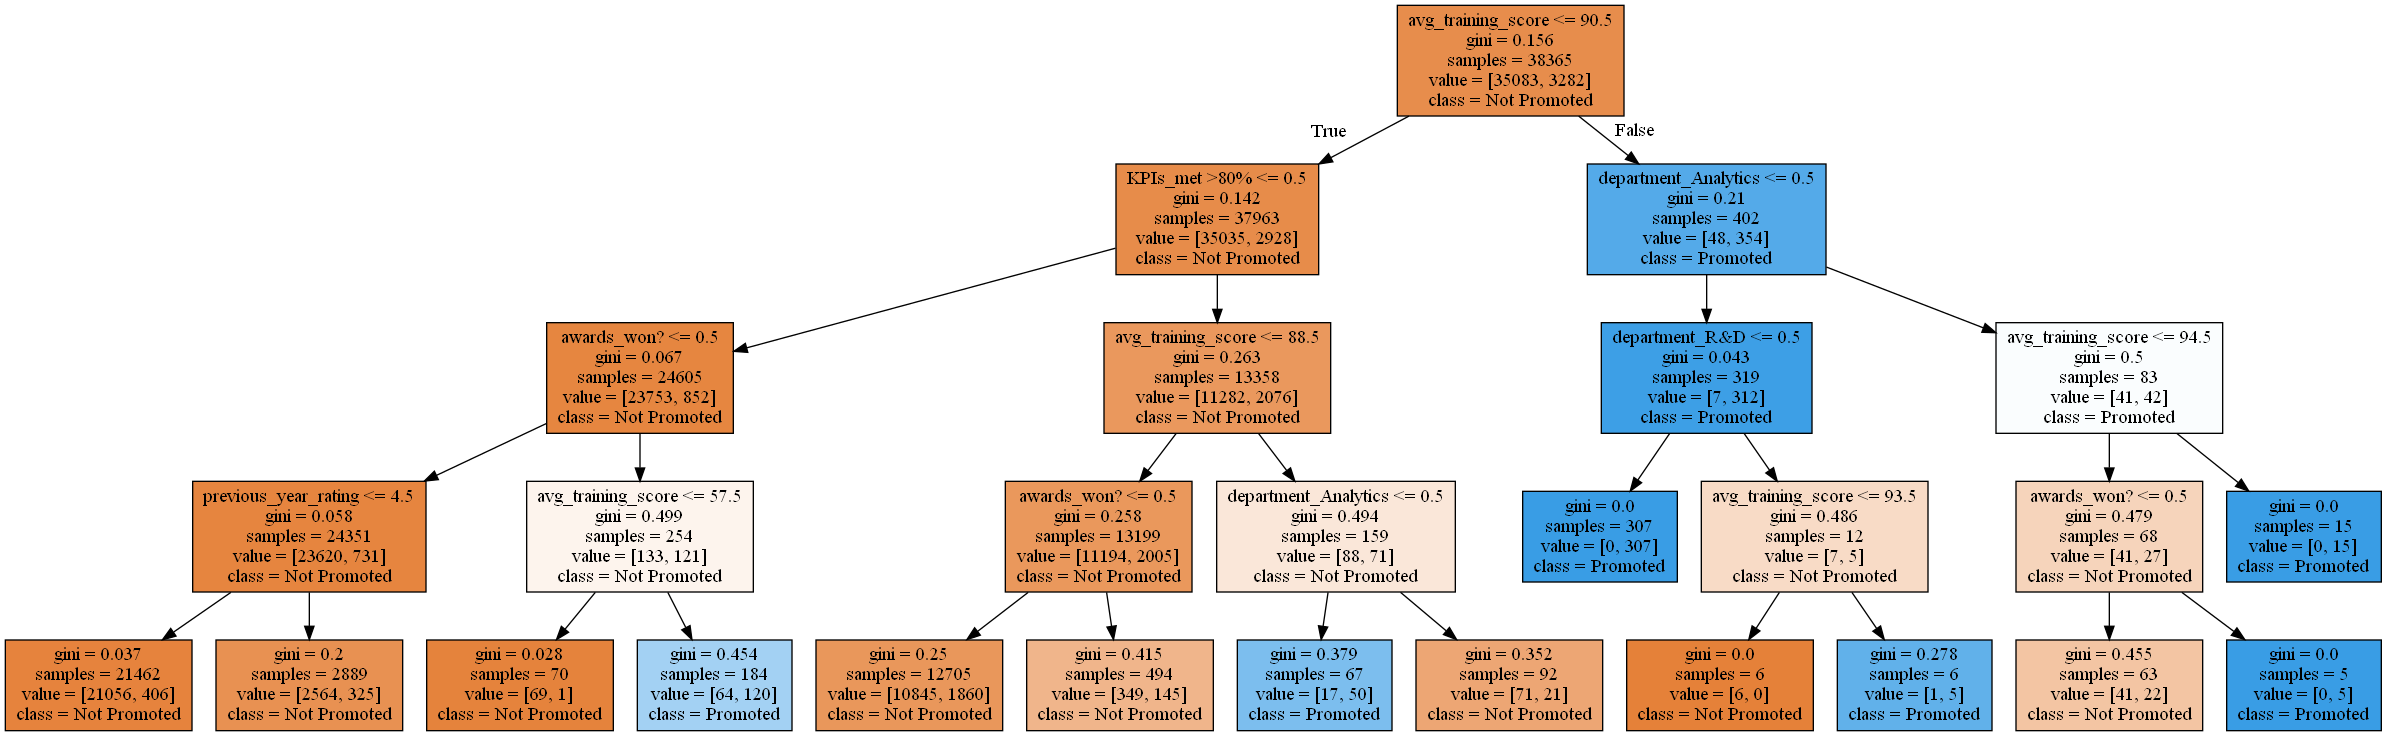 avg_training_score <= 90.5
gini = 0.156
samples = 38365
value = [35083, 3282]
class = Not Promoted
True
False
KPIs_met >80% <= 0.5
gini = 0.142
samples = 37963
value = [35035, 2928]
class = Not Promoted
department_Analytics <= 0.5
gini = 0.21
samples = 402
value = [48, 354]
class = Promoted
awards_won? <= 0.5
gini = 0.067
samples = 24605
value = [23753, 852]
class = Not Promoted
avg_training_score <= 88.5
gini = 0.263
samples = 13358
value = [11282, 2076]
class = Not Promoted
department_R&D <= 0.5
gini = 0.043
samples = 319
value = [7, 312]
class = Promoted
avg_training_score <= 94.5
gini = 0.5
samples = 83
value = [41, 42]
class = Promoted
previous_year_rating <= 4.5
gini = 0.058
samples = 24351
value = [23620, 731]
class = Not Promoted
avg_training_score <= 57.5
gini = 0.499
samples = 254
value = [133, 121]
class = Not Promoted
awards_won? <= 0.5
gini = 0.258
samples = 13199
value = [11194, 2005]
class = Not Promoted
department_Analytics <= 0.5
gini = 0.494
samples = 159
value = [88, 71]
class = Not Promoted
gini = 0.0
samples = 307
value = [0, 307]
class = Promoted
avg_training_score <= 93.5
gini = 0.486
samples = 12
value = [7, 5]
class = Not Promoted
awards_won? <= 0.5
gini = 0.479
samples = 68
value = [41, 27]
class = Not Promoted
gini = 0.0
samples = 15
value = [0, 15]
class = Promoted
gini = 0.037
samples = 21462
value = [21056, 406]
class = Not Promoted
gini = 0.2
samples = 2889
value = [2564, 325]
class = Not Promoted
gini = 0.028
samples = 70
value = [69, 1]
class = Not Promoted
gini = 0.454
samples = 184
value = [64, 120]
class = Promoted
gini = 0.25
samples = 12705
value = [10845, 1860]
class = Not Promoted
gini = 0.415
samples = 494
value = [349, 145]
class = Not Promoted
gini = 0.379
samples = 67
value = [17, 50]
class = Promoted
gini = 0.352
samples = 92
value = [71, 21]
class = Not Promoted
gini = 0.0
samples = 6
value = [6, 0]
class = Not Promoted
gini = 0.278
samples = 6
value = [1, 5]
class = Promoted
gini = 0.455
samples = 63
value = [41, 22]
class = Not Promoted
gini = 0.0
samples = 5
value = [0, 5]
class = Promoted